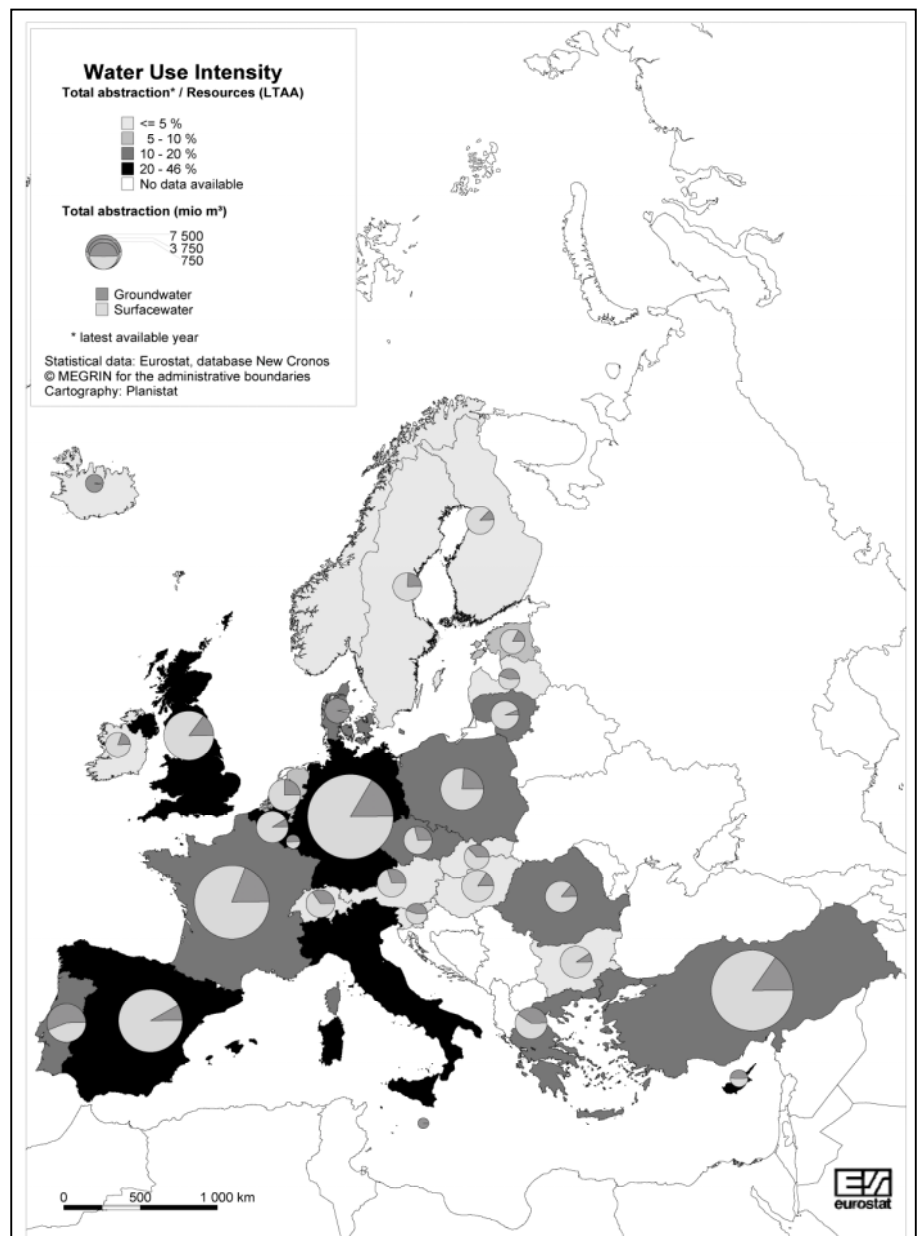 Water Use Intensity
Total abstraction* / Resources (LTAA)
<= 5 %
5 - 10 %
10 - 20 %
20 - 46 %
No data available
Total abstraction (mio m³)
7 500
3 750
750
Groundwater
Surfacewater
* latest available year
Statistical data: Eurostat, database New Cronos
© MEGRIN for the administrative boundaries
Cartography: Planistat
0 500 1 000 km
eurostat